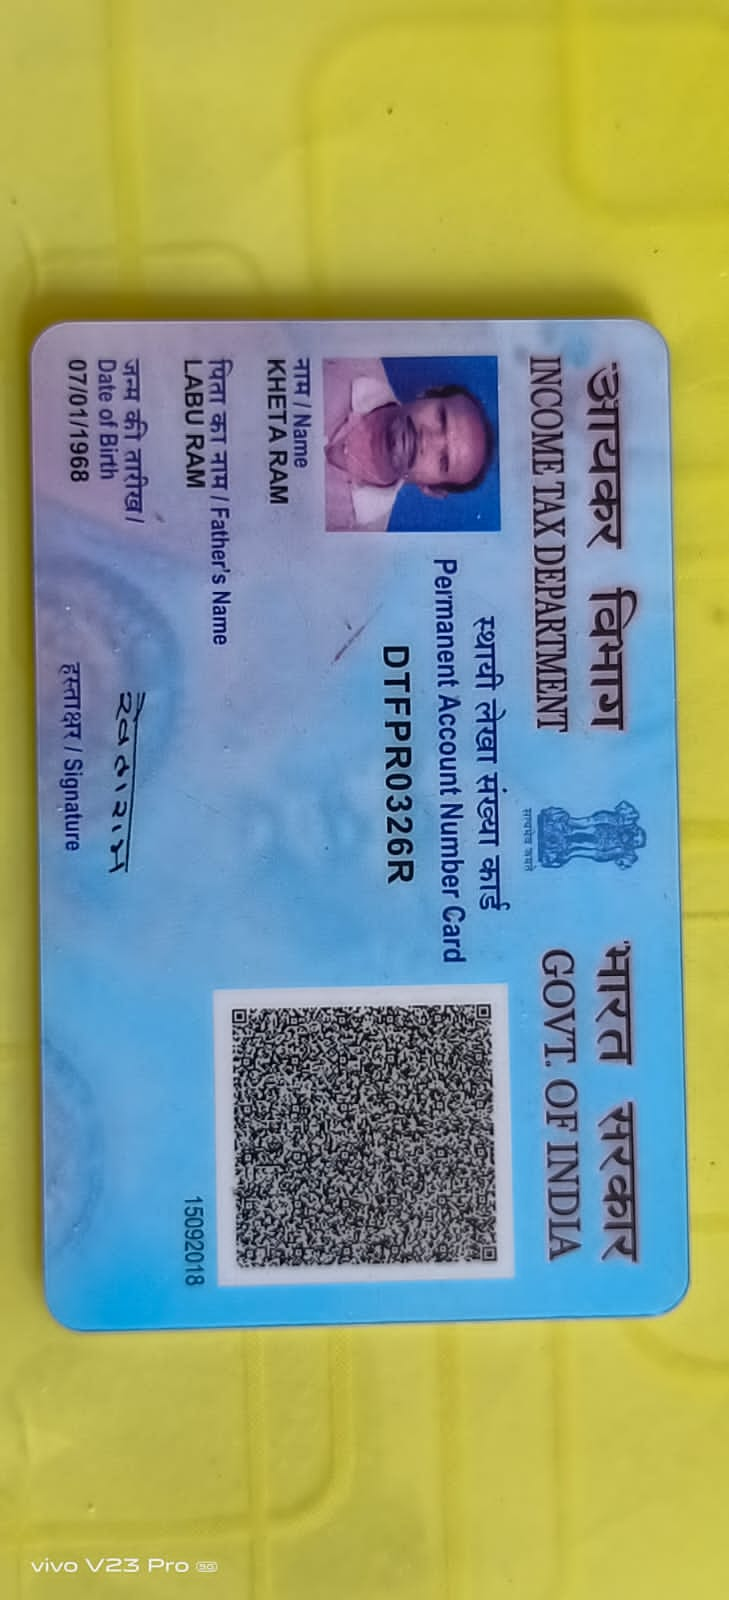 आयकर विभाग
INCOME TAX DEPARTMENT
सत्यमेव जयते
भारत सरकार
GOVT. OF INDIA
स्थायी लेखा संख्या कार्ड
Permanent Account Number Card
DTFPR0326R
नाम / Name
KHETA RAM
पिता का नाम / Father's Name
LABU RAM
जन्म की तारीख /
Date of Birth
07/01/1968
खेताराम
हस्ताक्षर / Signature
15092018
vivo V23 Pro 5G